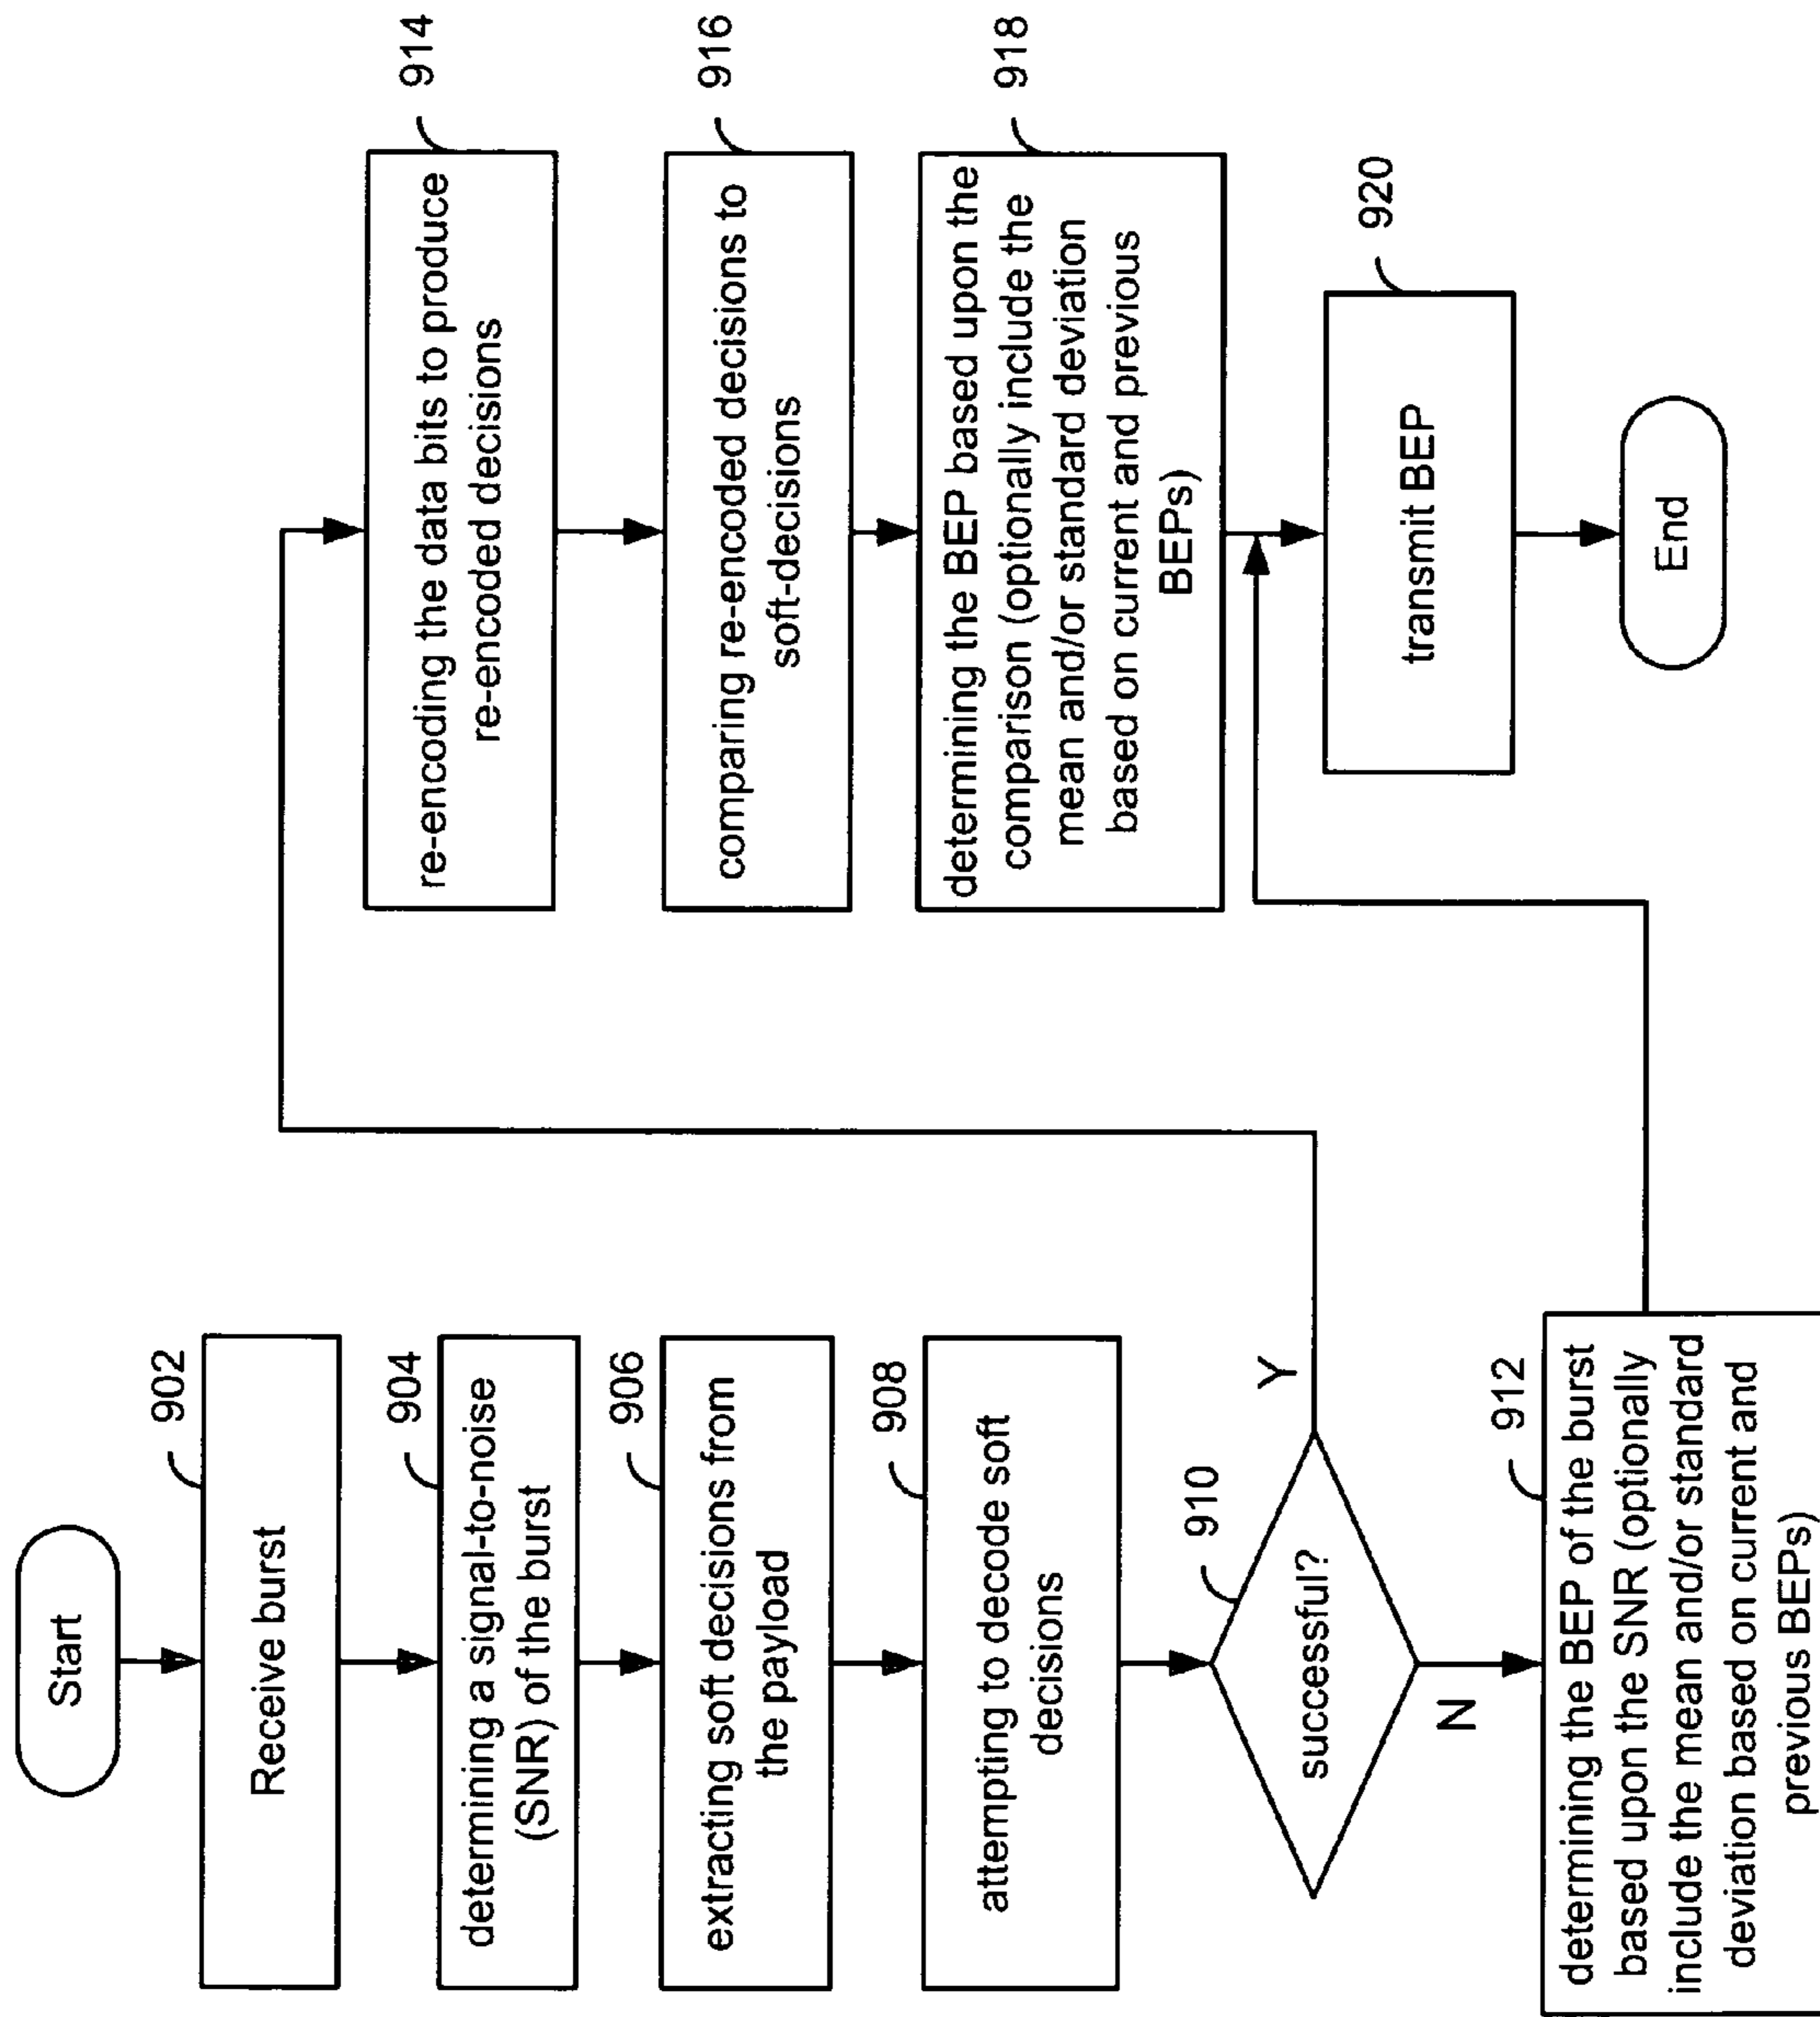 Start
902
Receive burst
904
determining a signal-to-noise
(SNR) of the burst
906
extracting soft decisions from
the payload
908
attempting to decode soft
decisions
910
successful?
Y
N
912
determining the BEP of the burst
based upon the SNR (optionally
include the mean and/or standard
deviation based on current and
previous BEPs)
914
re-encoding the data bits to produce
re-encoded decisions
916
comparing re-encoded decisions to
soft-decisions
918
determining the BEP based upon the
comparison (optionally include the
mean and/or standard deviation
based on current and previous
BEPs)
920
transmit BEP
End